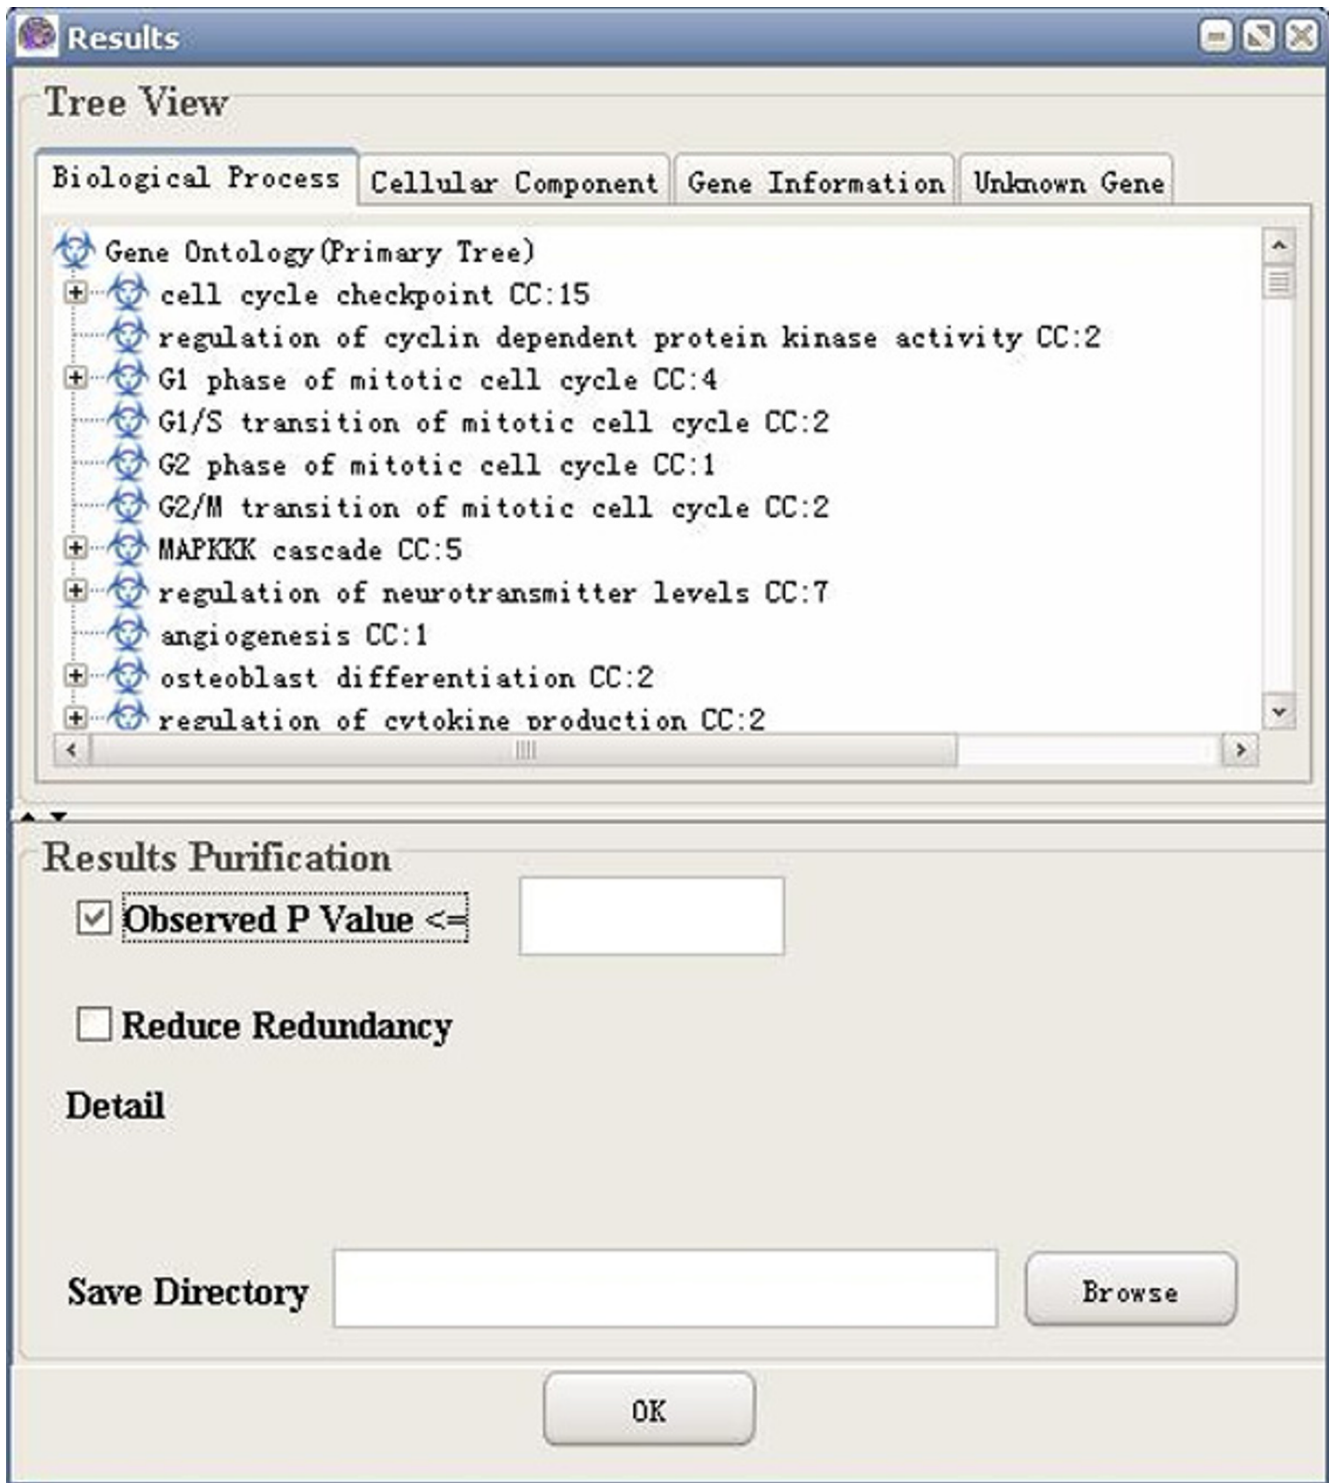 Results
Tree View
Biological Process Cellular Component Gene Information Unknown Gene
Gene Ontology(Primary Tree)
cell cycle checkpoint CC:15
regulation of cyclin dependent protein kinase activity CC:2
G1 phase of mitotic cell cycle CC:4
G1/S transition of mitotic cell cycle CC:2
G2 phase of mitotic cell cycle CC:1
G2/M transition of mitotic cell cycle CC:2
MAPKKK cascade CC:5
regulation of neurotransmitter levels CC:7
angiogenesis CC:1
osteoblast differentiation CC:2
regulation of cytokine production CC:2
Results Purification
Observed P Value <=
Reduce Redundancy
Detail
Save Directory Browse
OK